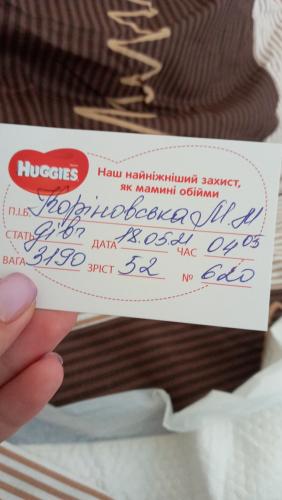 HUGGIES
Наш найніжніший захист,
як мамині обійми
П.І.Б. Коріновська М.М
СТАТЬ дівч ДАТА 18.05.21 ЧАС 04 05
ВАГА 3190 ЗРІСТ 52 № 620